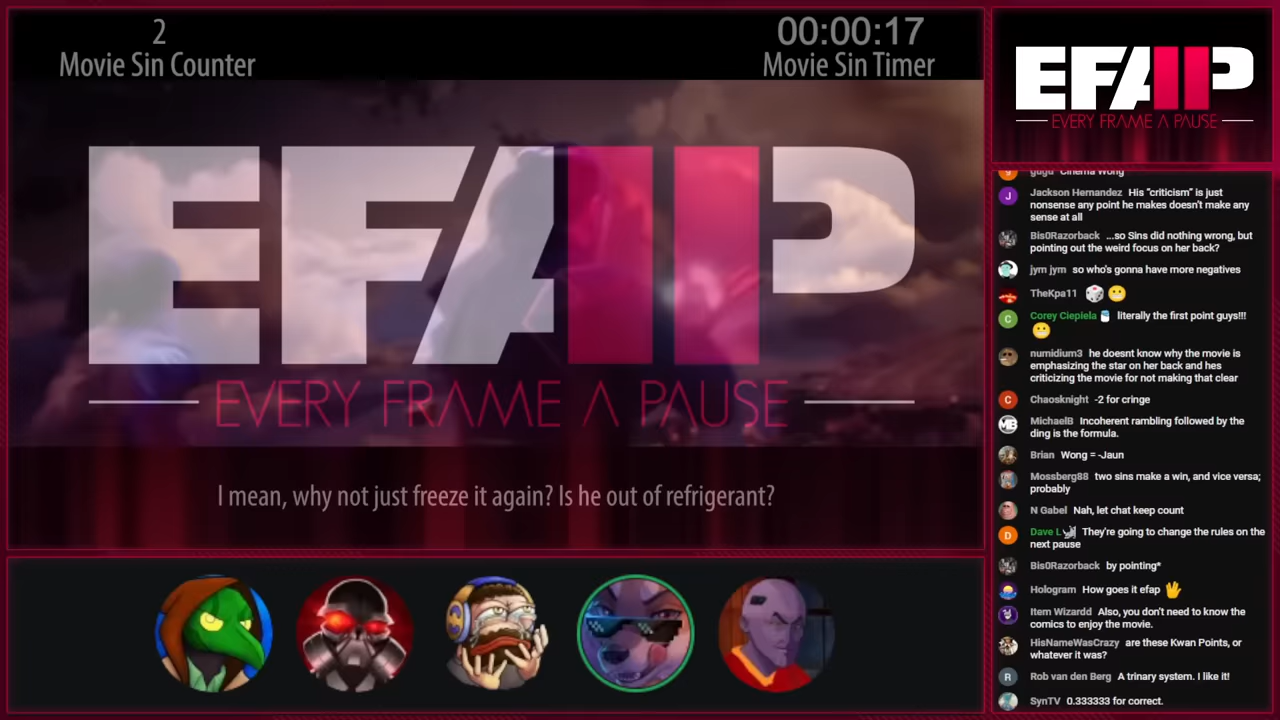 2
Movie Sin Counter
00:00:17
Movie Sin Timer
EFAP
EVERY FRAME A PAUSE
I mean, why not just freeze it again? Is he out of refrigerant?
EFAP
EVERY FRAME A PAUSE
gugu Cinema Wong
J
Jackson Hernandez His "criticism" is just
nonsense any point he makes doesn't make any
sense at all
Bis0Razorback ...so Sins did nothing wrong, but
pointing out the weird focus on her back?
jym jym so who's gonna have more negatives
TheKpa11
C
Corey Ciepiela literally the first point guys!!!
numidium3 he doesnt know why the movie is
emphasizing the star on her back and hes
criticizing the movie for not making that clear
C
Chaosknight -2 for cringe
MB
MichaelB Incoherent rambling followed by the
ding is the formula.
Brian Wong = -Jaun
Mossberg88 two sins make a win, and vice versa;
probably
N Gabel Nah, let chat keep count
D
Dave L They're going to change the rules on the
next pause
Bis0Razorback by pointing*
Hologram How goes it efap
Item Wizardd Also, you don't need to know the
comics to enjoy the movie.
HisNameWasCrazy are these Kwan Points, or
whatever it was?
R
Rob van den Berg A trinary system. I like it!
SynTV 0.333333 for correct.